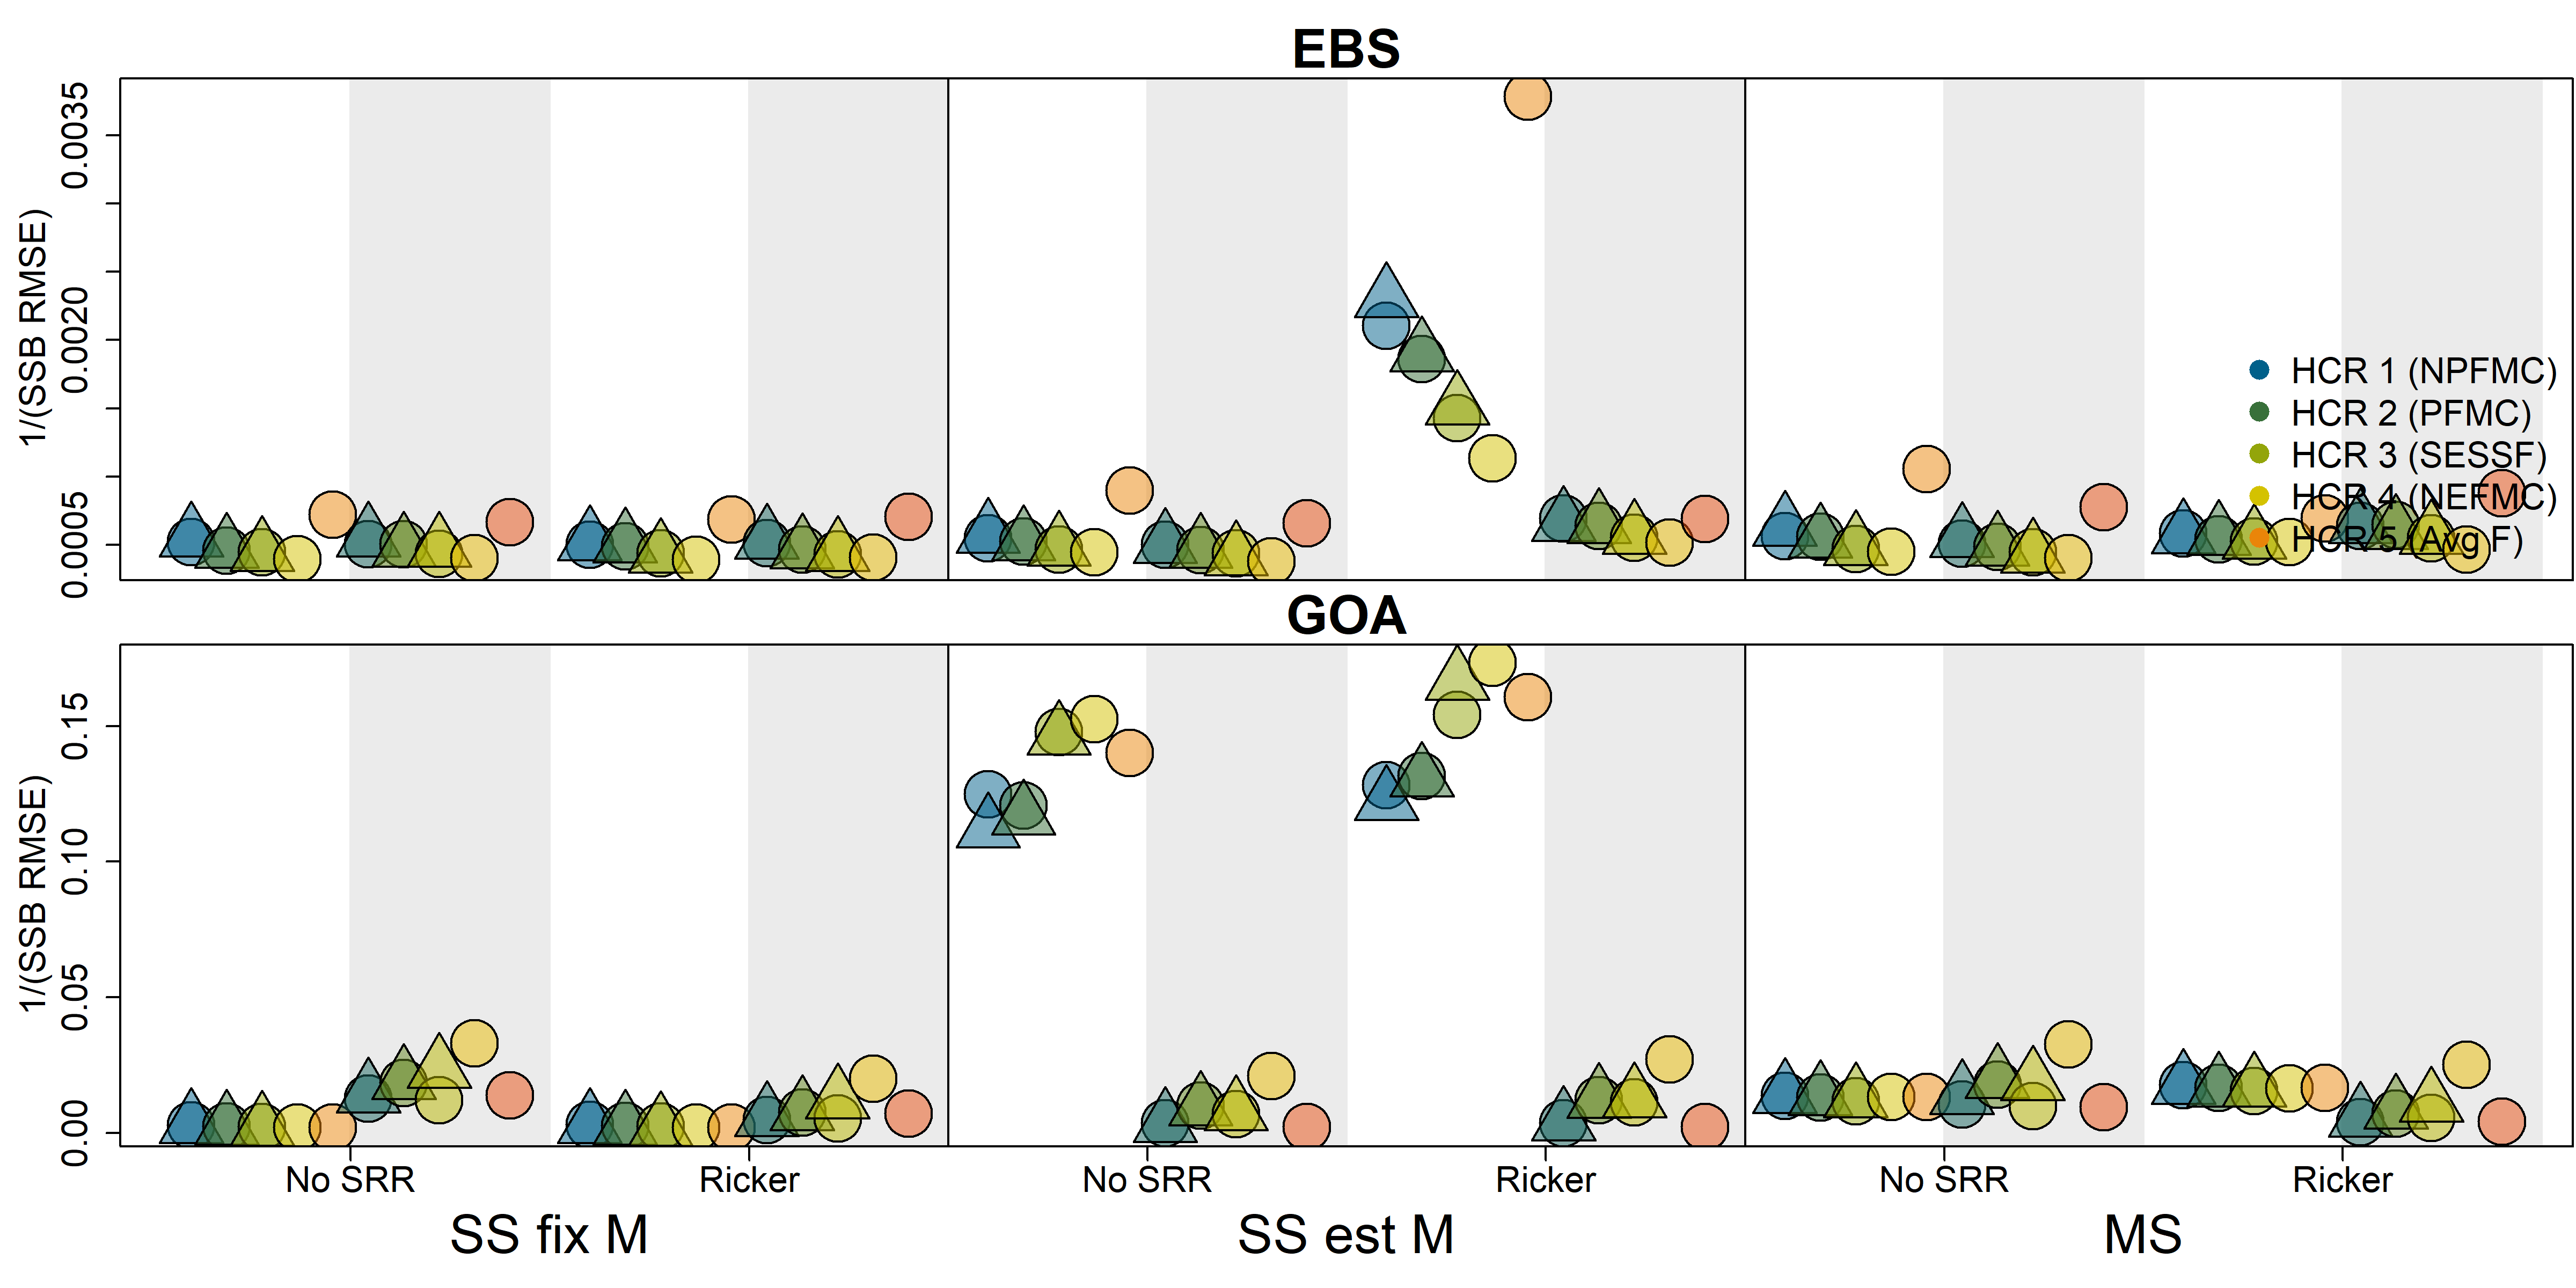 EBS
1/(SSB RMSE)
0.0035
0.0020
0.0005
HCR 1 (NPFMC)
HCR 2 (PFMC)
HCR 3 (SESSF)
HCR 4 (NEFMC)
HCR 5 (Avg F)
GOA
1/(SSB RMSE)
0.15
0.10
0.05
0.00
No SRR Ricker No SRR Ricker No SRR Ricker
SS fix M SS est M MS